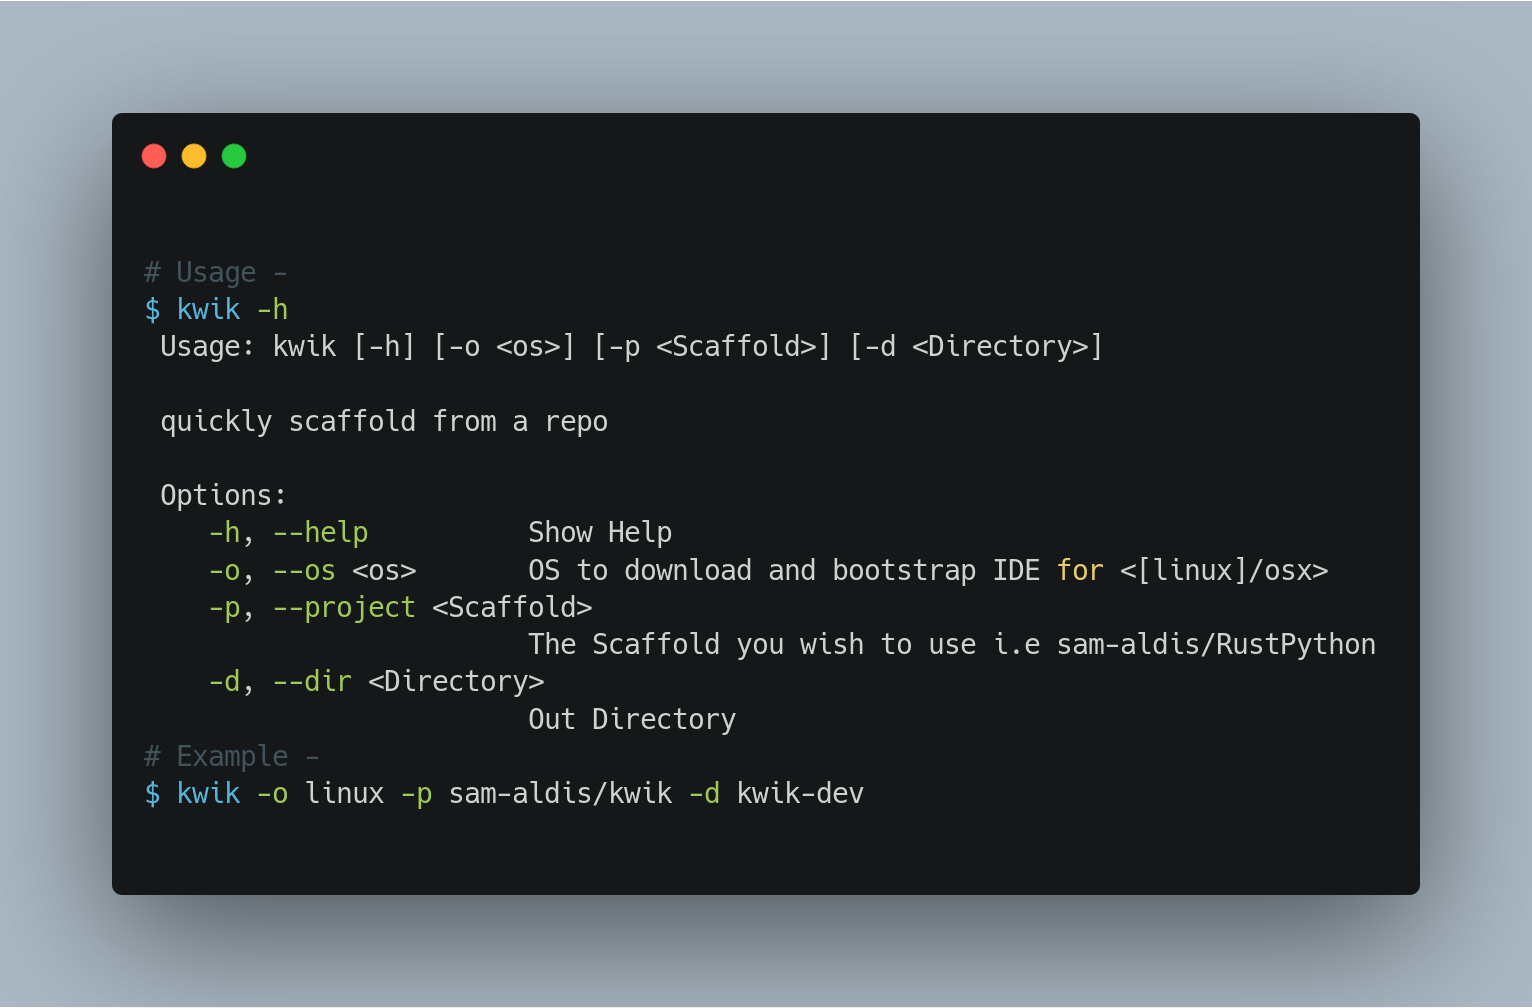 # Usage -
$ kwik -h
Usage: kwik [-h] [-o <os>] [-p <Scaffold>] [-d <Directory>]
quickly scaffold from a repo
Options:
-h, --help Show Help
-o, --os <os> OS to download and bootstrap IDE for <[linux]/osx>
-p, --project <Scaffold>
The Scaffold you wish to use i.e sam-aldis/RustPython
-d, --dir <Directory>
Out Directory
# Example -
$ kwik -o linux -p sam-aldis/kwik -d kwik-dev